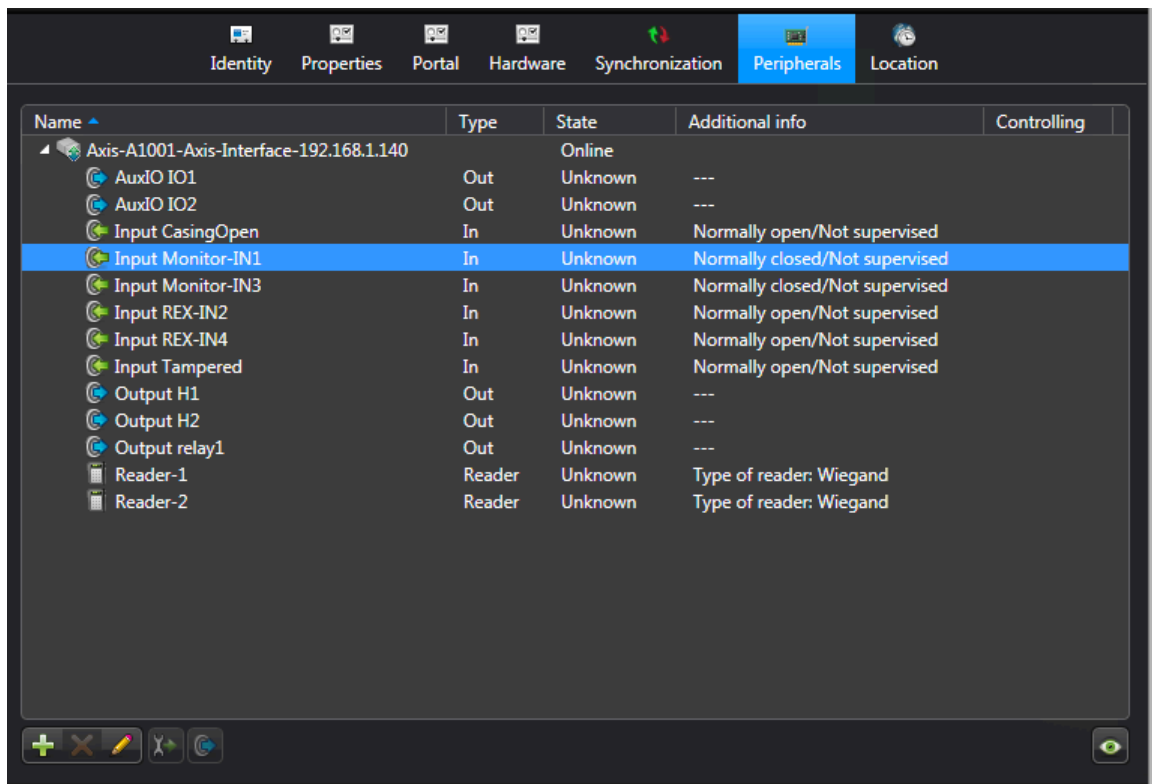 Identity Properties Portal Hardware Synchronization Peripherals Location
Name Type State Additional info Controlling
Axis-A1001-Axis-Interface-192.168.1.140 Online
AuxIO IO1 Out Unknown ---
AuxIO IO2 Out Unknown ---
Input CasingOpen In Unknown Normally open/Not supervised
Input Monitor-IN1 In Unknown Normally closed/Not supervised
Input Monitor-IN3 In Unknown Normally closed/Not supervised
Input REX-IN2 In Unknown Normally open/Not supervised
Input REX-IN4 In Unknown Normally open/Not supervised
Input Tampered In Unknown Normally open/Not supervised
Output H1 Out Unknown ---
Output H2 Out Unknown ---
Output relay1 Out Unknown ---
Reader-1 Reader Unknown Type of reader: Wiegand
Reader-2 Reader Unknown Type of reader: Wiegand